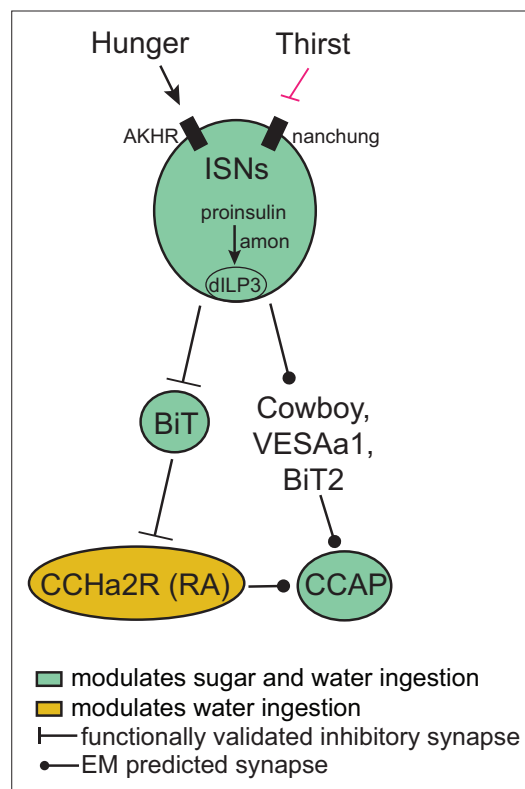 Hunger Thirst
AKHR nanchung
ISNs
proinsulin
amon
dILP3
BiT
Cowboy,
VESAa1,
BiT2
CCHa2R (RA) CCAP
modulates sugar and water ingestion
modulates water ingestion
functionally validated inhibitory synapse
EM predicted synapse